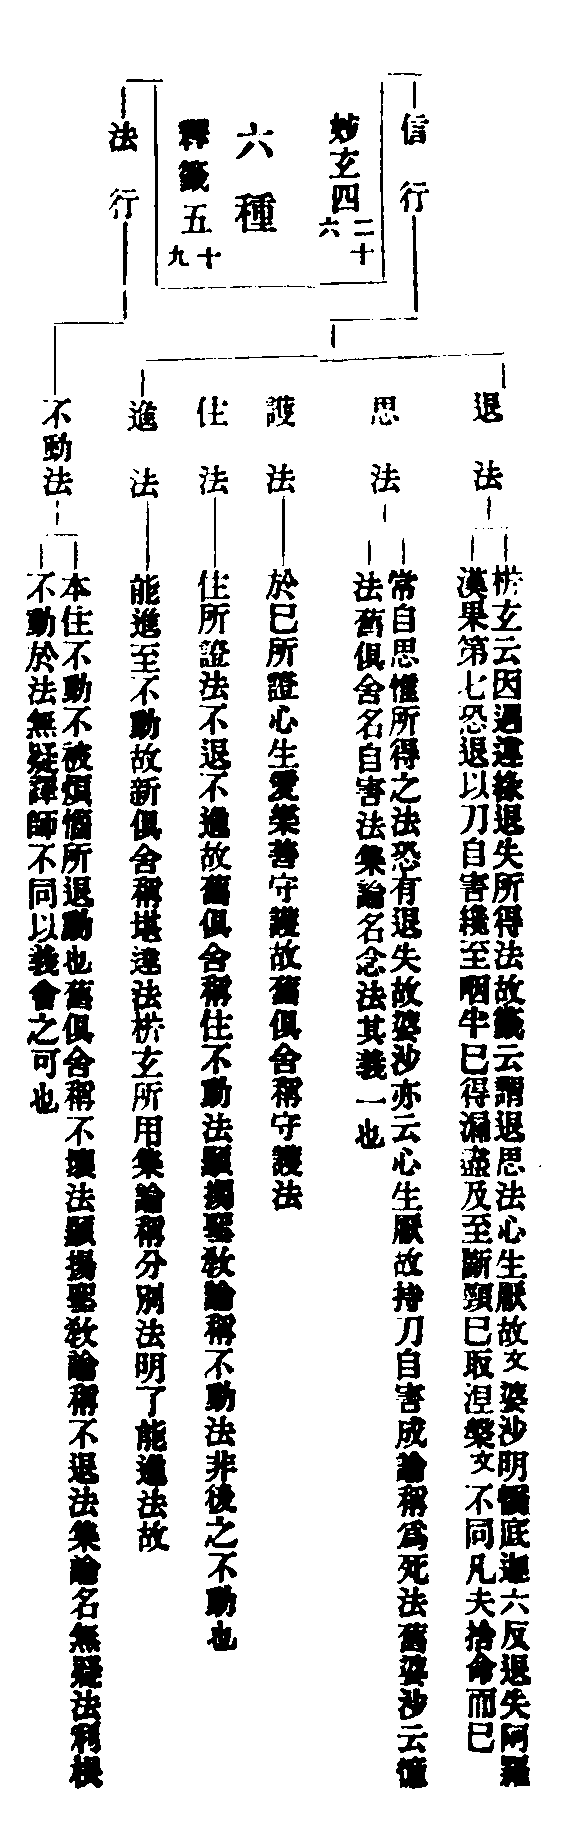 信行
妙玄四
二十
六
六種
釋籤五
十
九
法行
退法
栟玄云因過違緣退失所得法故籤云謂退思法心生厭故文婆沙明憍底迦六反退失阿羅
漢果第七恐退以刀自害纔至咽半已得漏盡及至斷頸已取涅槃文不同凡夫捨命而已
思法
常自思惟所得之法恐有退失故婆沙亦云心生厭故持刀自害成論稱爲死法舊婆沙云憶
法舊俱舍名自害法集論名念法其義一也
護法
於已所證心生愛樂善守護故舊俱舍稱守護法
住法
住所證法不退不進故舊俱舍稱住不動法顯揚聖教論稱不動法非後之不動也
進法
能進至不動故新俱舍稱堪達法栟玄所用集論稱分別法明了能進法故
不動法
本住不動不被煩惱所退動也舊俱舍稱不壞法顯揚聖教論稱不退法集論名無疑法利根
不動於法無疑譯師不同以義會之可也